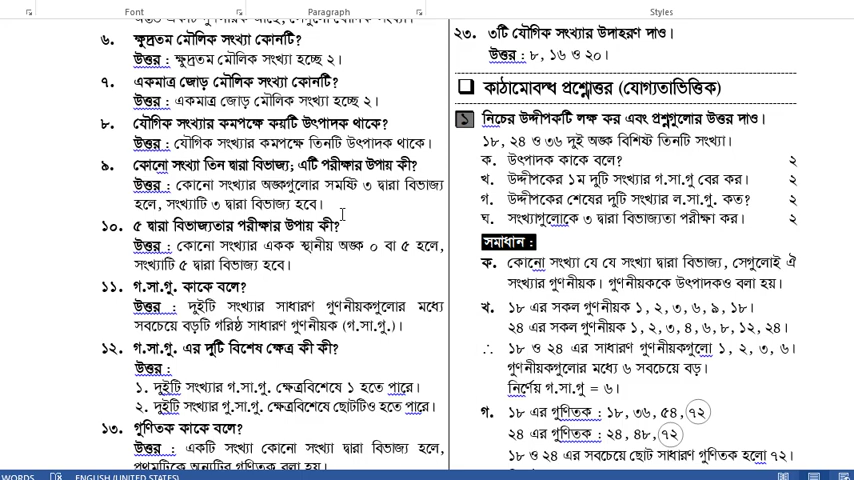 Font
Paragraph
Styles
৬. ক্ষুদ্রতম মৌলিক সংখ্যা কোনটি?
উত্তর : ক্ষুদ্রতম মৌলিক সংখ্যা হচ্ছে ২।
৭. একমাত্র জোড় মৌলিক সংখ্যা কোনটি?
উত্তর : একমাত্র জোড় মৌলিক সংখ্যা হচ্ছে ২।
৮. যৌগিক সংখ্যার কমপক্ষে কয়টি উৎপাদক থাকে?
উত্তর : যৌগিক সংখ্যার কমপক্ষে তিনটি উৎপাদক থাকে।
৯. কোনো সংখ্যা তিন দ্বারা বিভাজ্য; এটি পরীক্ষার উপায় কী?
উত্তর : কোনো সংখ্যার অঙ্কগুলোর সমষ্টি ৩ দ্বারা বিভাজ্য
হলে, সংখ্যাটি ৩ দ্বারা বিভাজ্য হবে।
১০. ৫ দ্বারা বিভাজ্যতার পরীক্ষার উপায় কী?
উত্তর : কোনো সংখ্যার একক স্থানীয় অঙ্ক ০ বা ৫ হলে,
সংখ্যাটি ৫ দ্বারা বিভাজ্য হবে।
১১. গ.সা.গু. কাকে বলে?
উত্তর : দুইটি সংখ্যার সাধারণ গুণনীয়কগুলোর মধ্যে
সবচেয়ে বড়টি গরিষ্ঠ সাধারণ গুণনীয়ক (গ.সা.গু.)।
১২. গ.সা.গু. এর দুটি বিশেষ ক্ষেত্র কী কী?
উত্তর :
১. দুইটি সংখ্যার গ.সা.গু. ক্ষেত্রবিশেষে ১ হতে পারে।
২. দুইটি সংখ্যার গু.সা.গু. ক্ষেত্রবিশেষে ছোটটিও হতে পারে।
১৩. গুণিতক কাকে বলে?
উত্তর : একটি সংখ্যা কোনো সংখ্যা দ্বারা বিভাজ্য হলে,
প্রথমটিকে অন্যটির গুণিতক বলা হয়।
২৩. ৩টি যৌগিক সংখ্যার উদাহরণ দাও।
উত্তর : ৮, ১৬ ও ২০।
কাঠামোবদ্ধ প্রশ্নোত্তর (যোগ্যতাভিত্তিক)
১ নিচের উদ্দীপকটি লক্ষ কর এবং প্রশ্নগুলোর উত্তর দাও।
১৮, ২৪ ও ৩৬ দুই অঙ্ক বিশিষ্ট তিনটি সংখ্যা।
ক. উৎপাদক কাকে বলে? ২
খ. উদ্দীপকের ১ম দুটি সংখ্যার গ.সা.গু বের কর। ২
গ. উদ্দীপকের শেষের দুটি সংখ্যার ল.সা.গু. কত? ২
ঘ. সংখ্যাগুলোকে ৩ দ্বারা বিভাজ্যতা পরীক্ষা কর। ২
সমাধান :
ক. কোনো সংখ্যা যে যে সংখ্যা দ্বারা বিভাজ্য, সেগুলোই ঐ
সংখ্যার গুণনীয়ক। গুণনীয়ককে উৎপাদকও বলা হয়।
খ. ১৮ এর সকল গুণনীয়ক ১, ২, ৩, ৬, ৯, ১৮।
২৪ এর সকল গুণনীয়ক ১, ২, ৩, ৪, ৬, ৮, ১২, ২৪।
∴ ১৮ ও ২৪ এর সাধারণ গুণনীয়কগুলো ১, ২, ৩, ৬।
গুণনীয়কগুলোর মধ্যে ৬ সবচেয়ে বড়।
নির্ণেয় গ.সা.গু = ৬।
গ. ১৮ এর গুণিতক : ১৮, ৩৬, ৫৪, ৭২
২৪ এর গুণিতক : ২৪, ৪৮, ৭২
১৮ ও ২৪ এর সবচেয়ে ছোট সাধারণ গুণিতক হলো ৭২।
WORDS
ENGLISH (UNITED STATES)